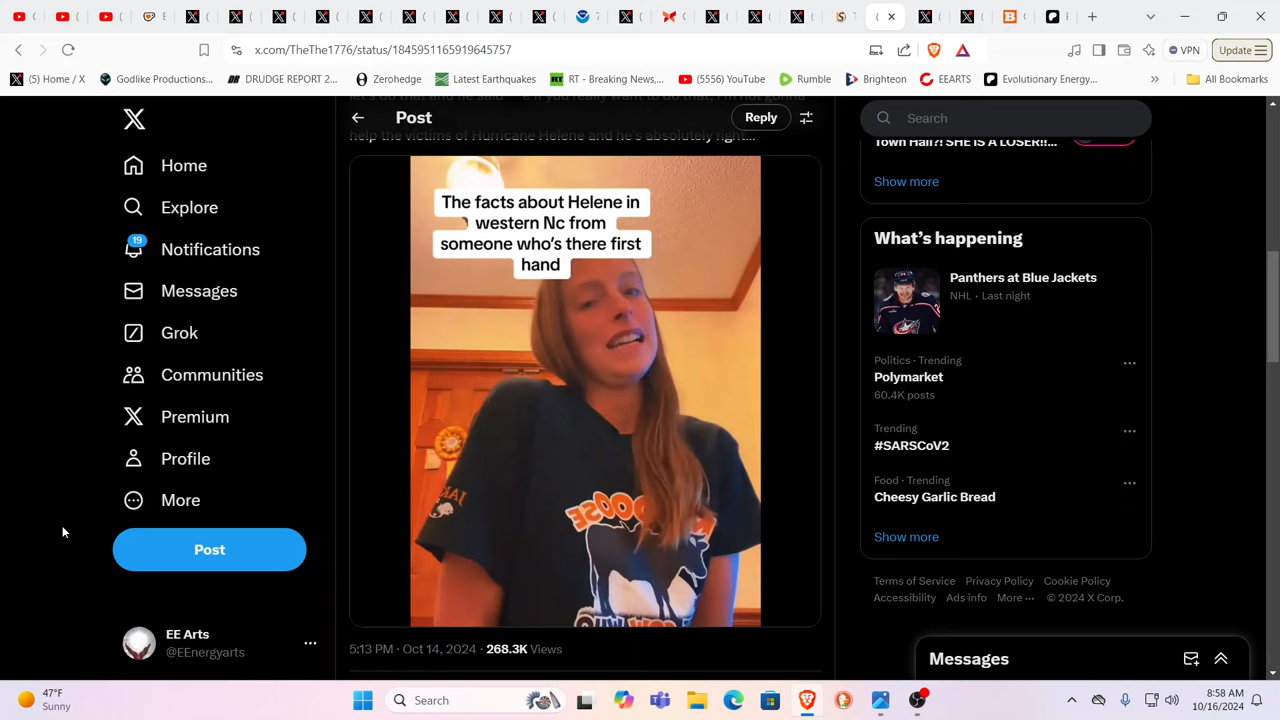 x.com/TheThe1776/status/1845951165919645757
VPN
Update
(5) Home / X
Godlike Productions...
DRUDGE REPORT 2...
Zerohedge
Latest Earthquakes
RT - Breaking News,...
(5556) YouTube
Rumble
Brighteon
EEARTS
Evolutionary Energy...
All Bookmar
Post
Reply
help the victims of Hurricane Helene and he's absolutely right...
The facts about Helene in
western Nc from
someone who's there first
hand
5:13 PM · Oct 14, 2024 · 268.3K Views
Home
Explore
19
Notifications
Messages
Grok
Communities
Premium
Profile
More
Post
EE Arts
@EEnergyarts
Search
Town Hall?! SHE IS A LOSER!!...
Show more
What's happening
Panthers at Blue Jackets
NHL · Last night
Politics · Trending
Polymarket
60.4K posts
Trending
#SARSCoV2
Food · Trending
Cheesy Garlic Bread
Show more
Terms of Service Privacy Policy Cookie Policy
Accessibility Ads info More ··· © 2024 X Corp.
Messages
47°F
Sunny
Search
8:58 AM
10/16/2024